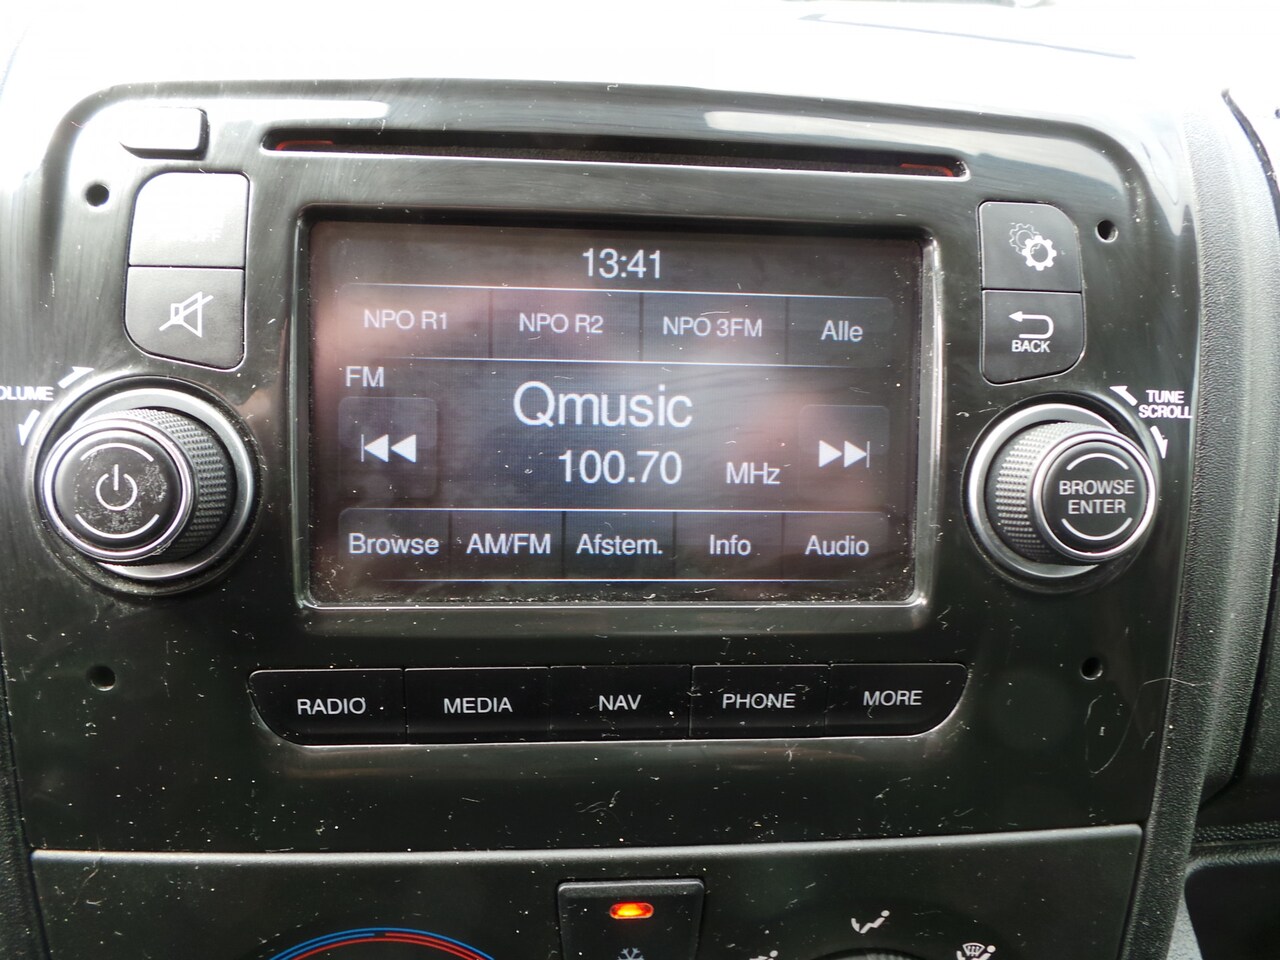 13:41
NPO R1 NPO R2 NPO 3FM Alle
FM
Qmusic
100.70 MHz
Browse AM/FM Afstem. Info Audio
BACK
OLUME
TUNE
SCROLL
BROWSE
ENTER
RADIO MEDIA NAV PHONE MORE